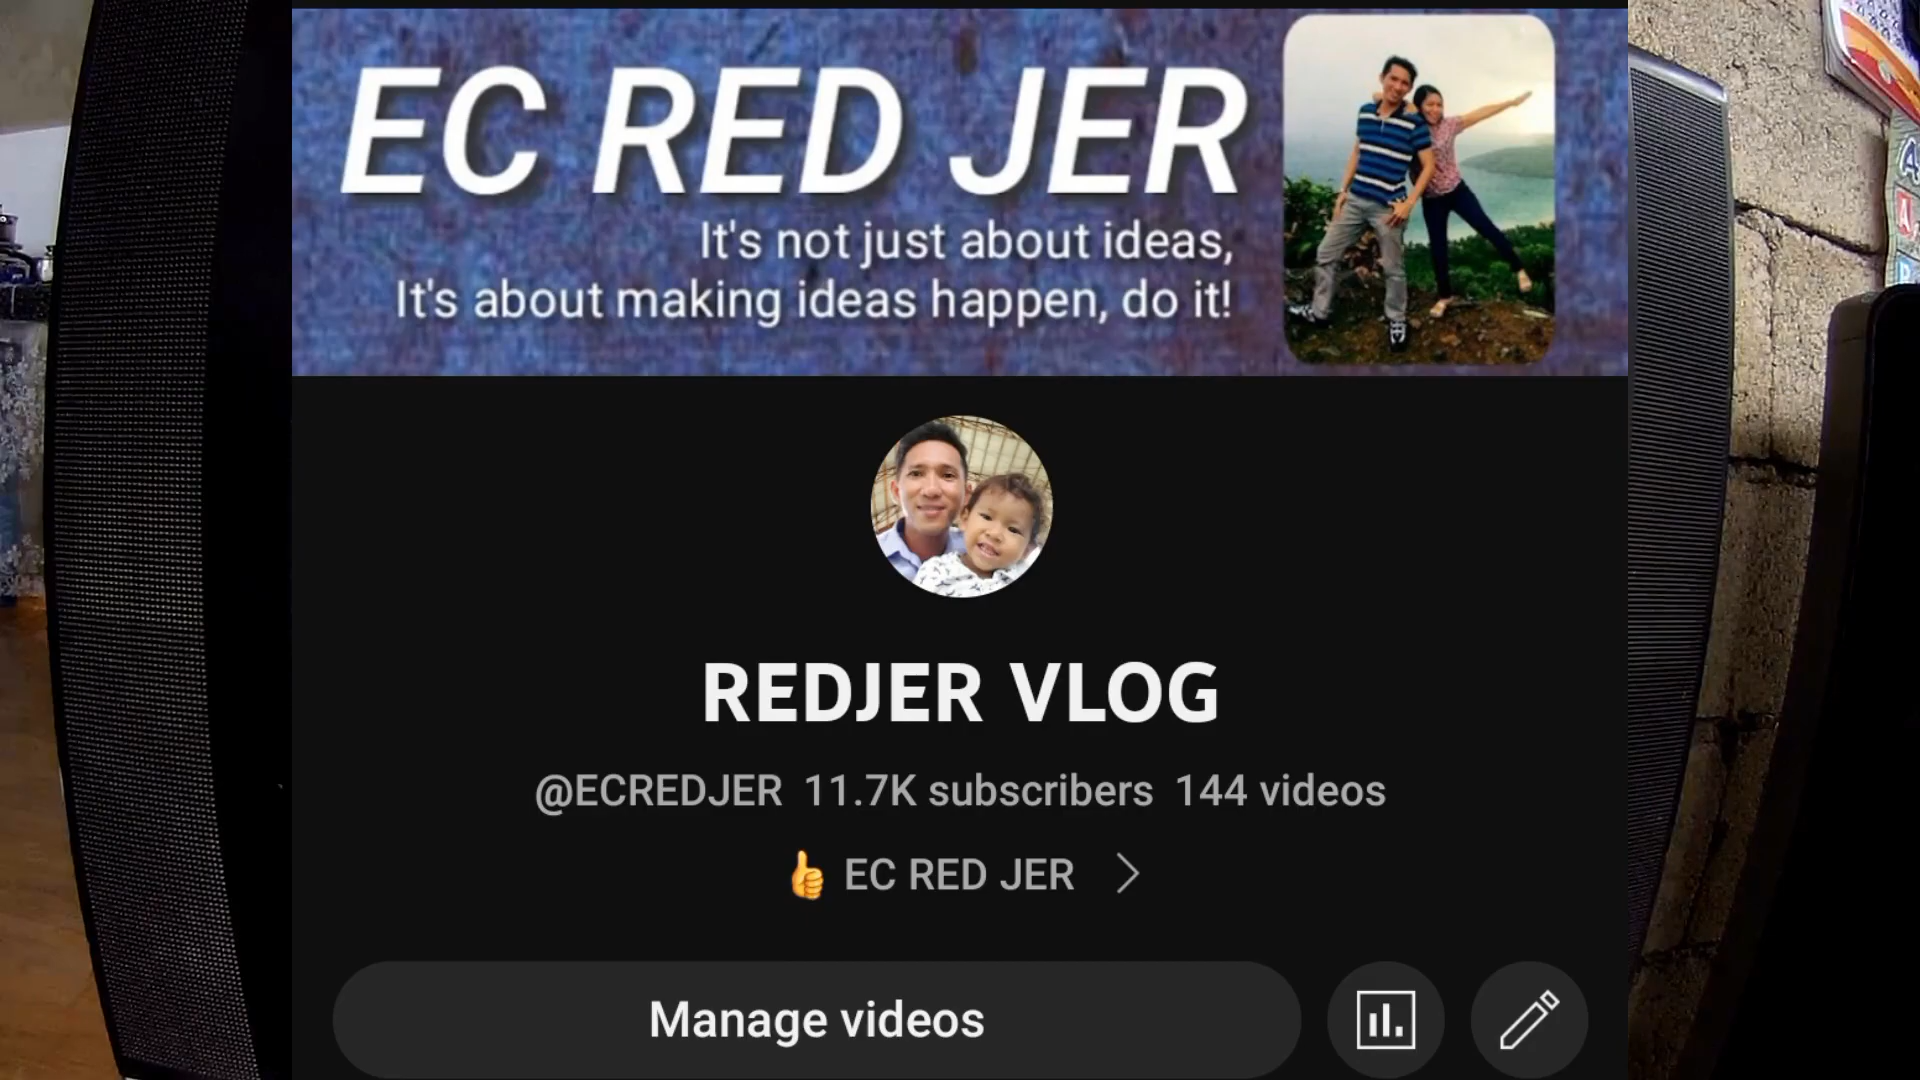 EC RED JER
It's not just about ideas,
It's about making ideas happen, do it!
REDJER VLOG
@ECREDJER 11.7K subscribers 144 videos
👍 EC RED JER
Manage videos